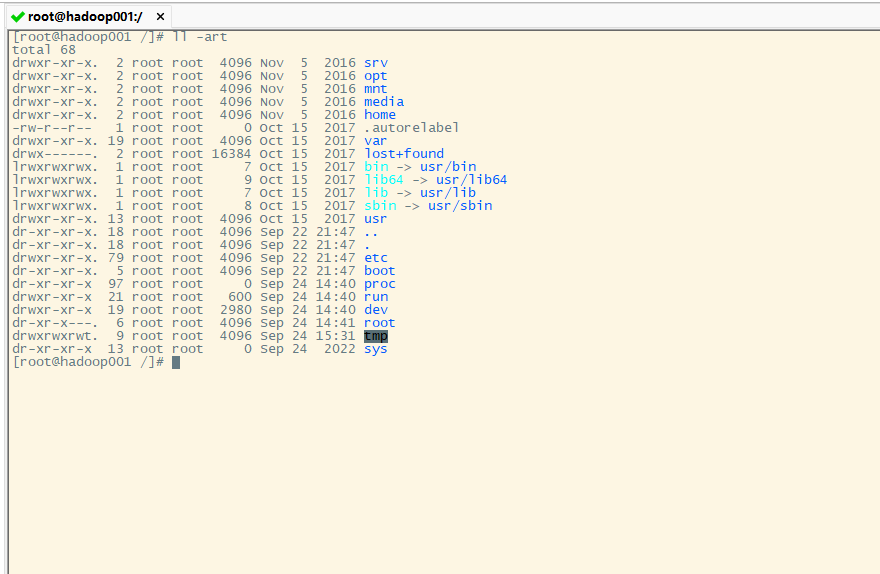 root@hadoop001:/ ×
[root@hadoop001 /]# ll -art
total 68
drwxr-xr-x.  2 root root  4096 Nov  5  2016 srv
drwxr-xr-x.  2 root root  4096 Nov  5  2016 opt
drwxr-xr-x.  2 root root  4096 Nov  5  2016 mnt
drwxr-xr-x.  2 root root  4096 Nov  5  2016 media
drwxr-xr-x.  2 root root  4096 Nov  5  2016 home
-rw-r--r--   1 root root     0 Oct 15  2017 .autorelabel
drwxr-xr-x. 19 root root  4096 Oct 15  2017 var
drwx------.  2 root root 16384 Oct 15  2017 lost+found
lrwxrwxrwx.  1 root root     7 Oct 15  2017 bin -> usr/bin
lrwxrwxrwx.  1 root root     9 Oct 15  2017 lib64 -> usr/lib64
lrwxrwxrwx.  1 root root     7 Oct 15  2017 lib -> usr/lib
lrwxrwxrwx.  1 root root     8 Oct 15  2017 sbin -> usr/sbin
drwxr-xr-x. 13 root root  4096 Oct 15  2017 usr
dr-xr-xr-x. 18 root root  4096 Sep 22 21:47 ..
dr-xr-xr-x. 18 root root  4096 Sep 22 21:47 .
drwxr-xr-x. 79 root root  4096 Sep 22 21:47 etc
dr-xr-xr-x.  5 root root  4096 Sep 22 21:47 boot
dr-xr-xr-x  97 root root     0 Sep 24 14:40 proc
drwxr-xr-x  21 root root   600 Sep 24 14:40 run
drwxr-xr-x  19 root root  2980 Sep 24 14:40 dev
dr-xr-x---.  6 root root  4096 Sep 24 14:41 root
drwxrwxrwt.  9 root root  4096 Sep 24 15:31 tmp
dr-xr-xr-x  13 root root     0 Sep 24  2022 sys
[root@hadoop001 /]#